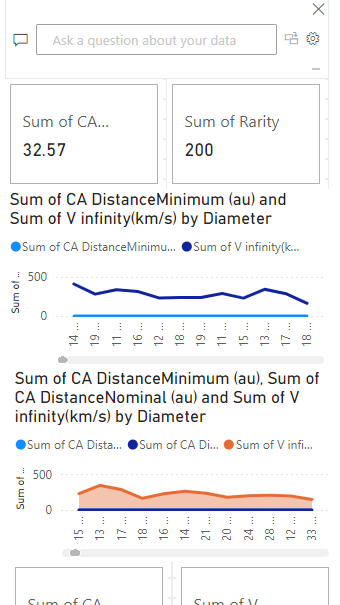 Ask a question about your data
Sum of CA... Sum of Rarity
32.57 200
Sum of CA DistanceMinimum (au) and
Sum of V infinity(km/s) by Diameter
Sum of CA DistanceMinimu... Sum of V infinity(k...
Sum of ...
500
0
14 ... 19 ... 11 ... 16 ... 12 ... 18 ... 19 ... 11 ... 15 ... 13 ... 17 ... 18 ...
Sum of CA DistanceMinimum (au), Sum of
CA DistanceNominal (au) and Sum of V
infinity(km/s) by Diameter
Sum of CA Dista... Sum of CA Di... Sum of V infi...
Sum of ...
500
0
15 ... 13 ... 17 ... 18 ... 16 ... 14 ... 21 ... 20 ... 24 ... 28 ... 12 ... 33 ...
Sum of CA Sum of V